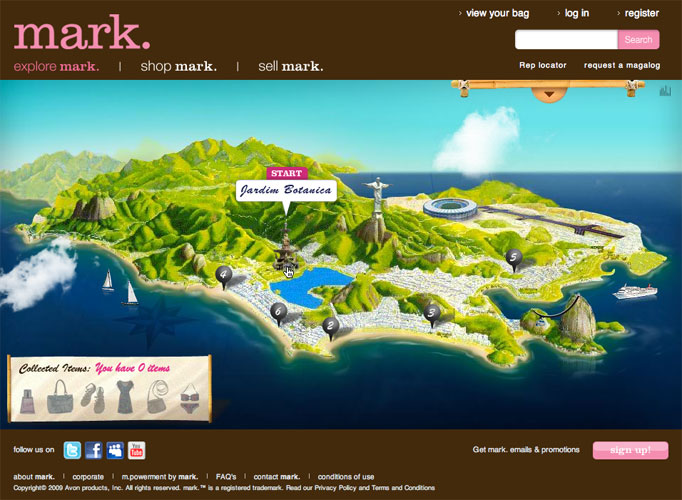 view your bag
log in
register
mark.
Search
explore mark.
shop mark.
sell mark.
Rep locator
request a magalog
START
Jardim Botanica
5
4
6
2
3
Collected Items: You have 0 items
follow us on
You Tube
Get mark. emails & promotions
sign up!
about mark. | corporate | m.powerment by mark. | FAQ's | contact mark. | conditions of use
Copyright© 2009 Avon products, Inc. All rights reserved. mark.™ is a registered trademark. Read our Privacy Policy and Terms and Conditions